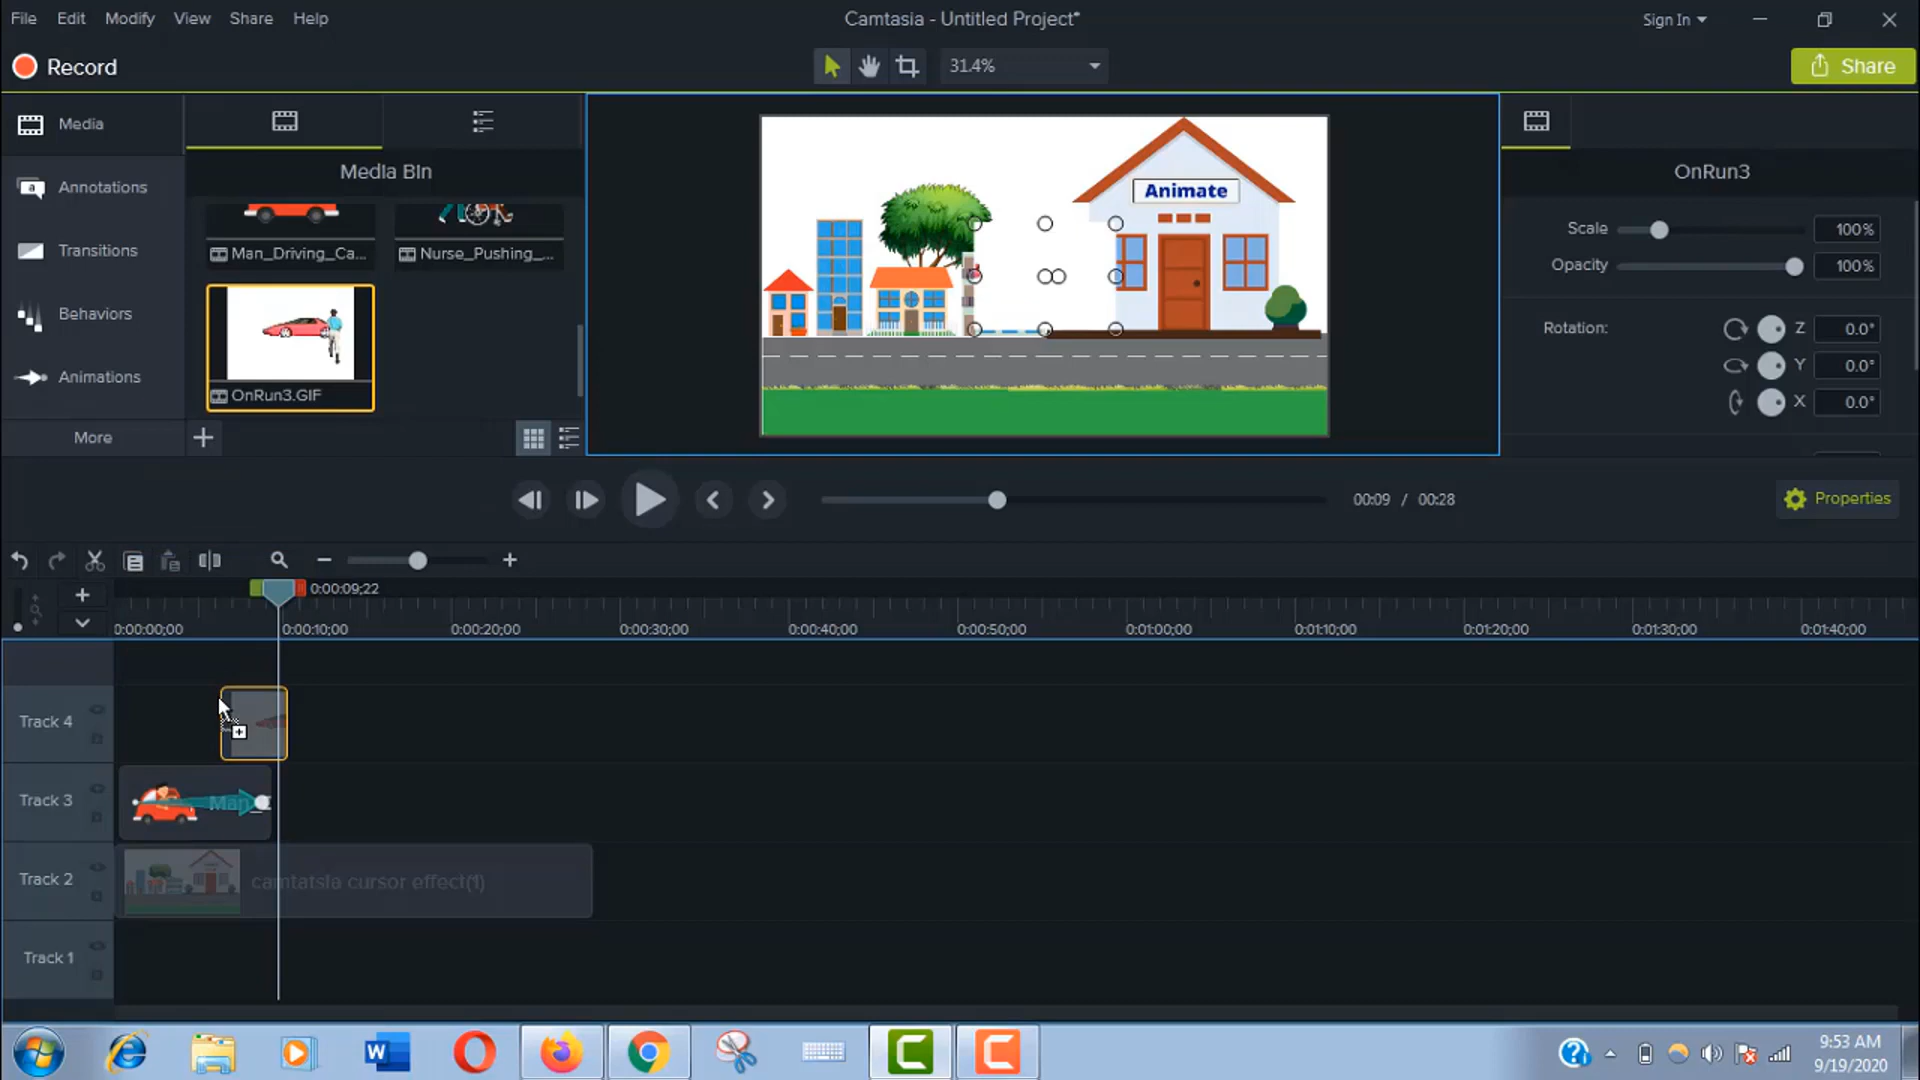 File Edit Modify View Share Help
Camtasia - Untitled Project*
Sign In
Record
31.4%
Share
Media
Annotations
Transitions
Behaviors
Animations
More
Media Bin
Man_Driving_Ca...
Nurse_Pushing_...
OnRun3.GIF
Animate
OnRun3
Scale 100%
Opacity 100%
Rotation: Z 0.0°
Y 0.0°
X 0.0°
00:09 / 00:28
Properties
0:00:09;22
0:00:00;00 0:00:10;00 0:00:20;00 0:00:30;00 0:00:40;00 0:00:50;00 0:01:00;00 0:01:10;00 0:01:20;00 0:01:30;00 0:01:40;00
Track 4
Track 3
Track 2
camtatsia cursor effect(1)
Track 1
9:53 AM
9/19/2020